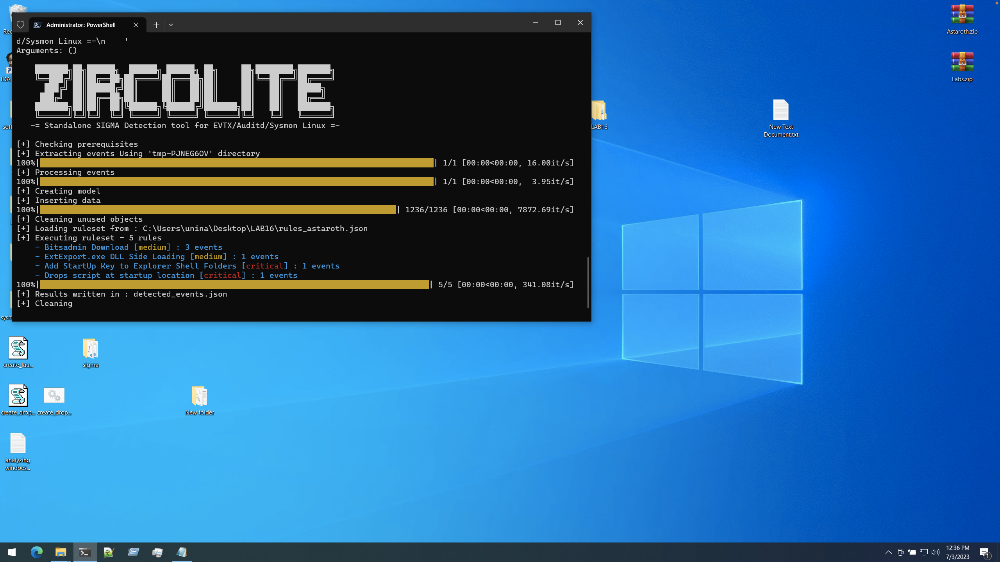 Administrator: PowerShell
d/Sysmon Linux =-\n    '
Arguments: ()
ZIRCOLITE
-= Standalone SIGMA Detection tool for EVTX/Auditd/Sysmon Linux =-
[+] Checking prerequisites
[+] Extracting events Using 'tmp-PJNEG6OV' directory
100%| | 1/1 [00:00<00:00, 16.00it/s]
[+] Processing events
100%| | 1/1 [00:00<00:00,  3.95it/s]
[+] Creating model
[+] Inserting data
100%| | 1236/1236 [00:00<00:00, 7872.69it/s]
[+] Cleaning unused objects
[+] Loading ruleset from : C:\Users\unina\Desktop\LAB16\rules_astaroth.json
[+] Executing ruleset - 5 rules
- Bitsadmin Download [medium] : 3 events
- ExtExport.exe DLL Side Loading [medium] : 1 events
- Add StartUp Key to Explorer Shell Folders [critical] : 1 events
- Drops script at startup location [critical] : 1 events
100%| | 5/5 [00:00<00:00, 341.08it/s]
[+] Results written in : detected_events.json
[+] Cleaning
Rec
IDA
soft
sysm
create_lau...
sigma
create_drop...
create_drop...
New folder
analyzing
windoes...
LAB16
New Text
Document.txt
Astaroth.zip
Labs.zip
12:36 PM
7/3/2023
1